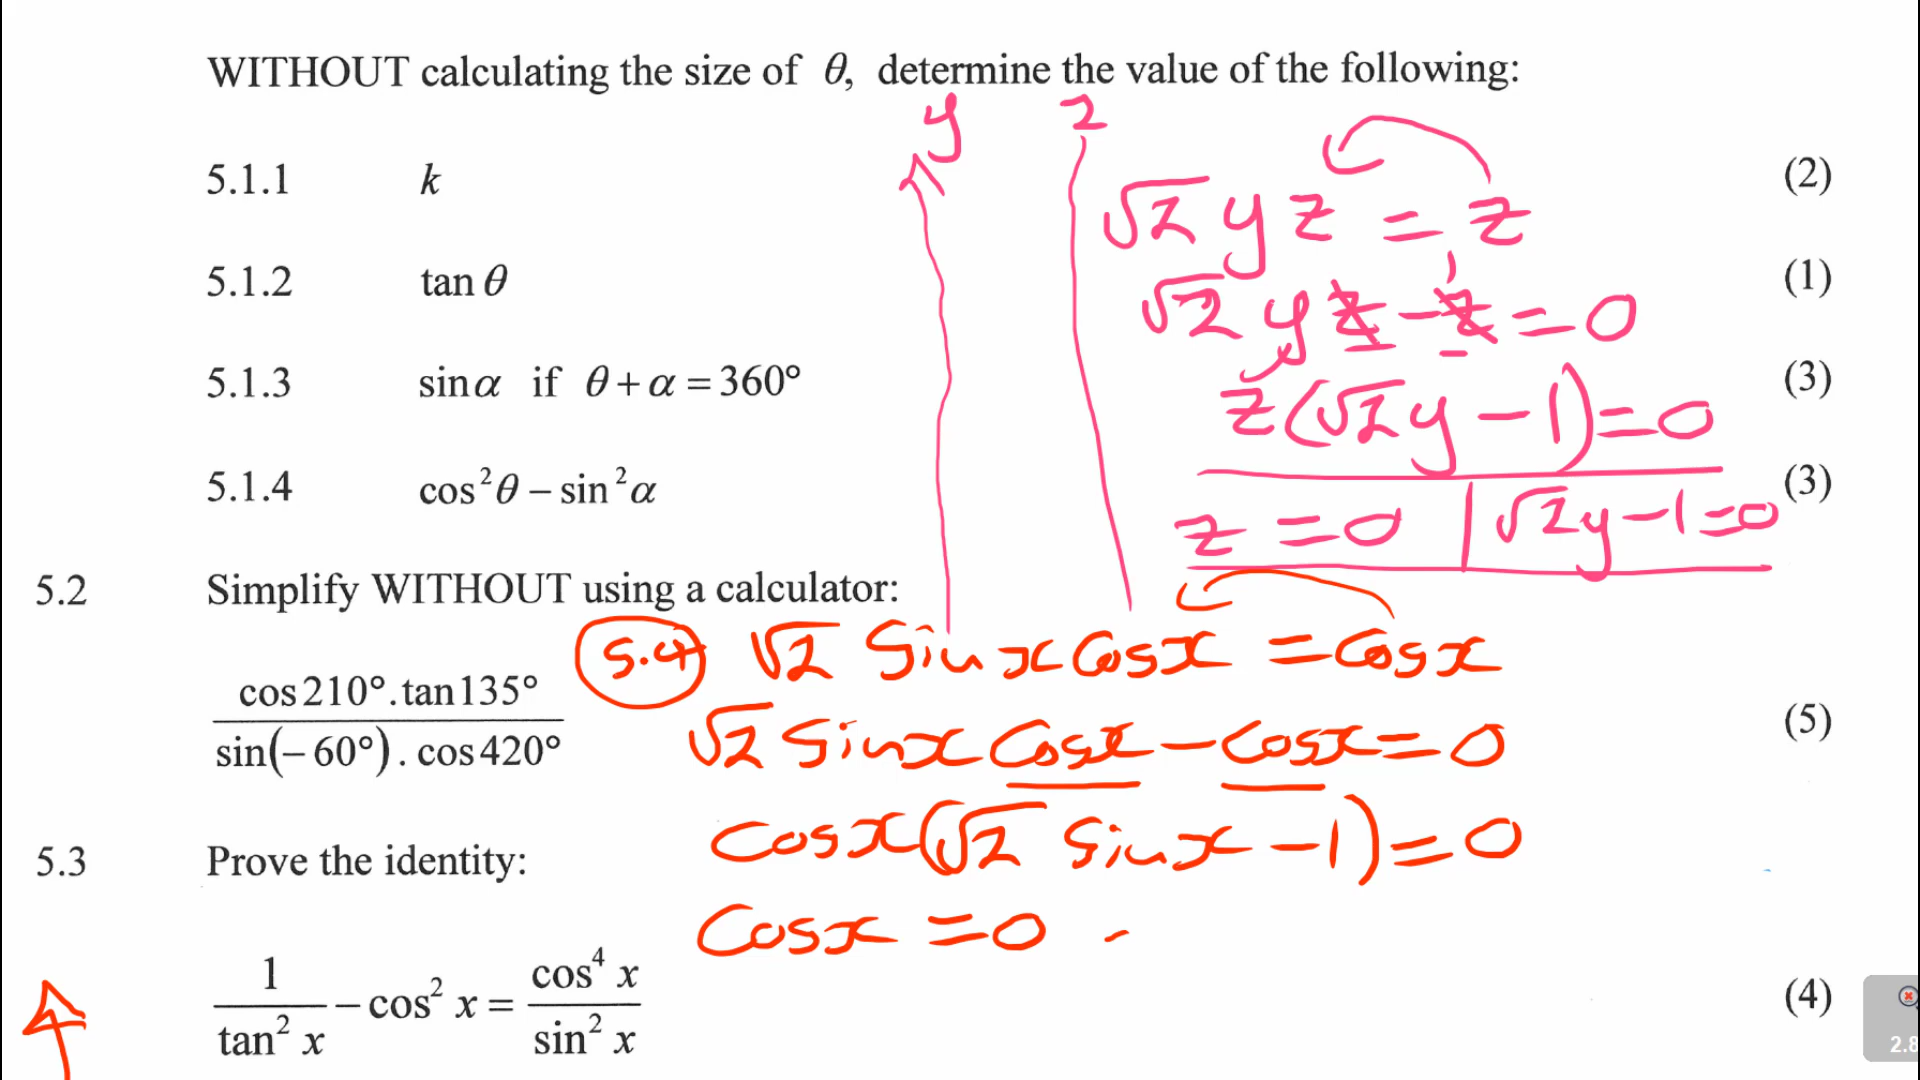 WITHOUT calculating the size of θ, determine the value of the following:
y z
5.1.1 k (2)
√2 y z = z
5.1.2 tan θ (1)
√2 y z - z = 0
5.1.3 sin α if θ + α = 360° (3)
z(√2 y - 1) = 0
5.1.4 cos²θ – sin²α (3)
z = 0 | √2 y - 1 = 0
5.2 Simplify WITHOUT using a calculator:
5.4 √2 Sin x Cos x = Cos x
cos 210°. tan 135°
sin(– 60°) . cos 420° (5)
√2 Sin x Cos x - Cos x = 0
Cos x (√2 Sin x - 1) = 0
5.3 Prove the identity:
Cos x = 0
1/tan² x – cos² x = cos⁴ x/sin² x (4)
2.8